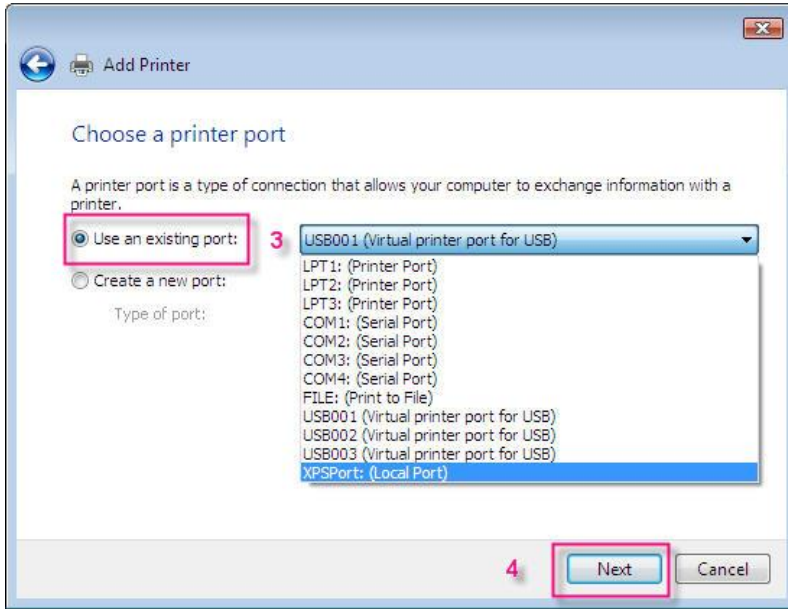 Add Printer
Choose a printer port
A printer port is a type of connection that allows your computer to exchange information with a
printer.
Use an existing port:
3
USB001 (Virtual printer port for USB)
LPT1: (Printer Port)
Create a new port:
LPT2: (Printer Port)
LPT3: (Printer Port)
Type of port:
COM1: (Serial Port)
COM2: (Serial Port)
COM3: (Serial Port)
COM4: (Serial Port)
FILE: (Print to File)
USB001 (Virtual printer port for USB)
USB002 (Virtual printer port for USB)
USB003 (Virtual printer port for USB)
XPSPort: (Local Port)
4
Next
Cancel